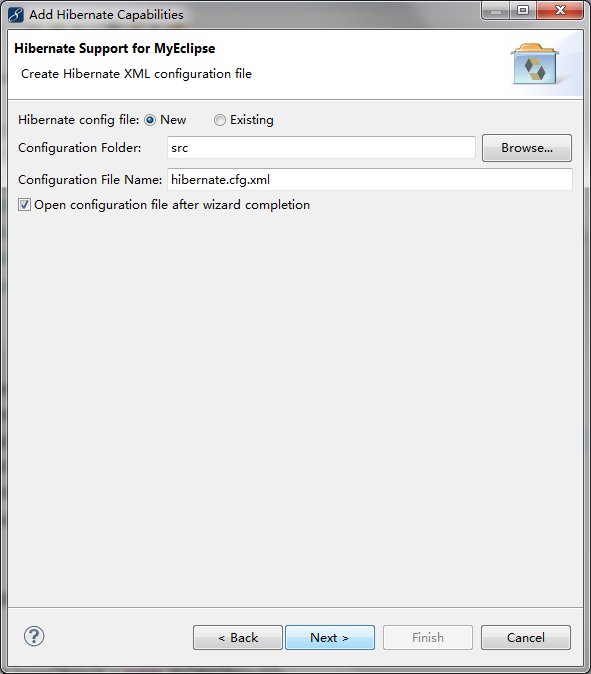 Add Hibernate Capabilities
Hibernate Support for MyEclipse
Create Hibernate XML configuration file
Hibernate config file: New Existing
Configuration Folder: src Browse...
Configuration File Name: hibernate.cfg.xml
Open configuration file after wizard completion
? < Back Next > Finish Cancel